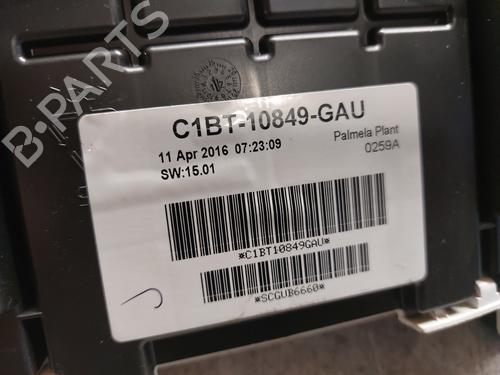 B-PARTS
C1BT-10849-GAU
11 Apr 2016 07:23:09
Palmela Plant
SW:15.01
0259A
*C1BT10849GAU*
*SCGUB6660*